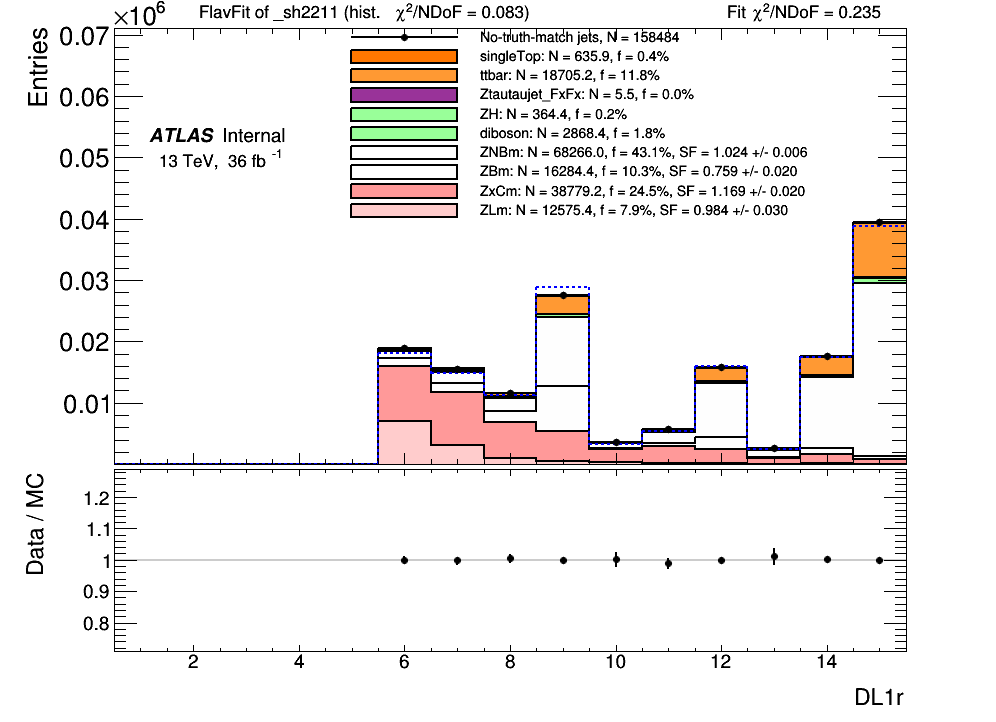 FlavFit of _sh2211 (hist. χ²/NDoF = 0.083) Fit χ²/NDoF = 0.235
×10⁶
Entries
0.07
0.06
0.05
0.04
0.03
0.02
0.01
ATLAS Internal
13 TeV, 36 fb ⁻¹
No-truth-match jets, N = 158484
singleTop: N = 635.9, f = 0.4%
ttbar: N = 18705.2, f = 11.8%
Ztautaujet_FxFx: N = 5.5, f = 0.0%
ZH: N = 364.4, f = 0.2%
diboson: N = 2868.4, f = 1.8%
ZNBm: N = 68266.0, f = 43.1%, SF = 1.024 +/- 0.006
ZBm: N = 16284.4, f = 10.3%, SF = 0.759 +/- 0.020
ZxCm: N = 38779.2, f = 24.5%, SF = 1.169 +/- 0.020
ZLm: N = 12575.4, f = 7.9%, SF = 0.984 +/- 0.030
Data / MC
1.2
1.1
1
0.9
0.8
2 4 6 8 10 12 14
DL1r